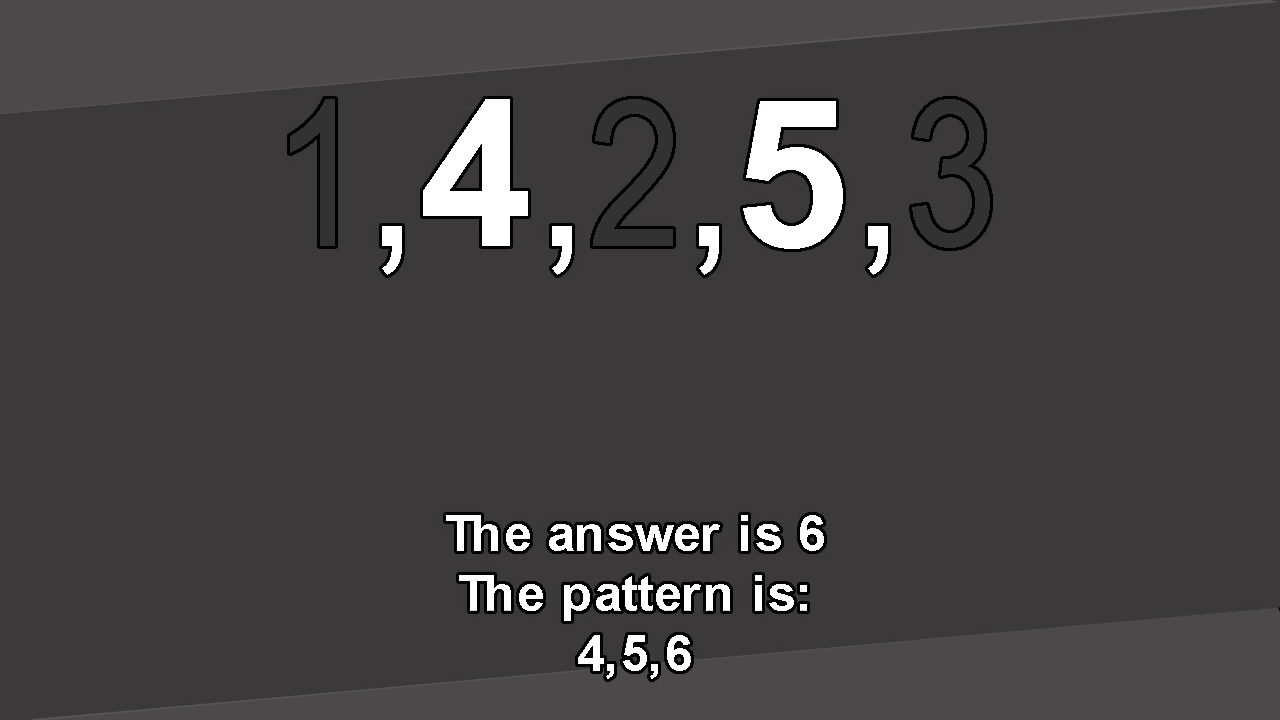 1,4,2,5,3
The answer is 6
The pattern is:
4,5,6